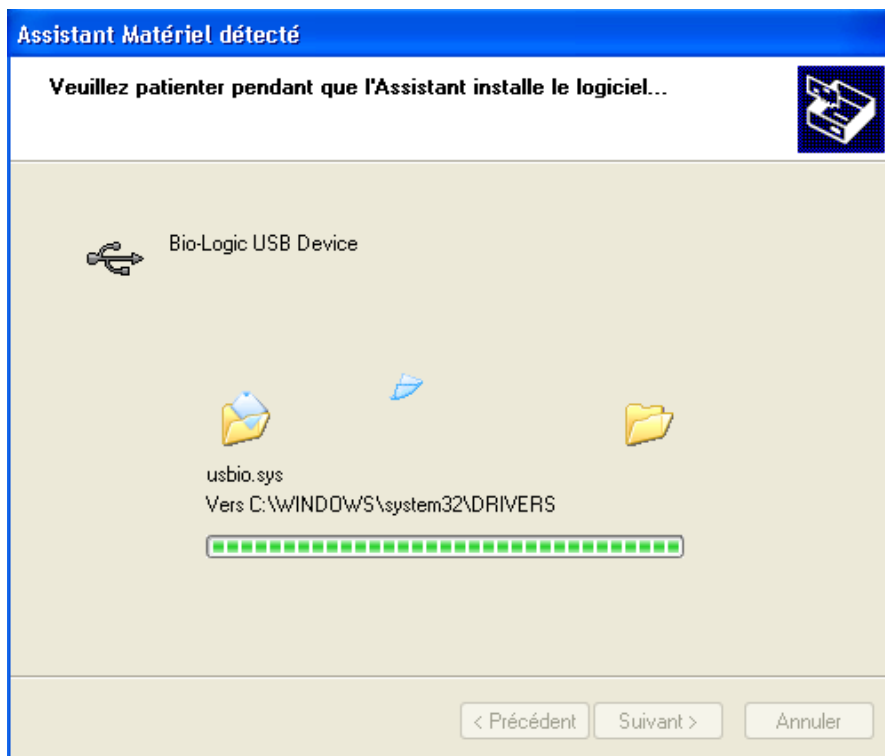 Assistant Matériel détecté
Veuillez patienter pendant que l'Assistant installe le logiciel...
Bio-Logic USB Device
usbio.sys
Vers C:\WINDOWS\system32\DRIVERS
< Précédent
Suivant >
Annuler